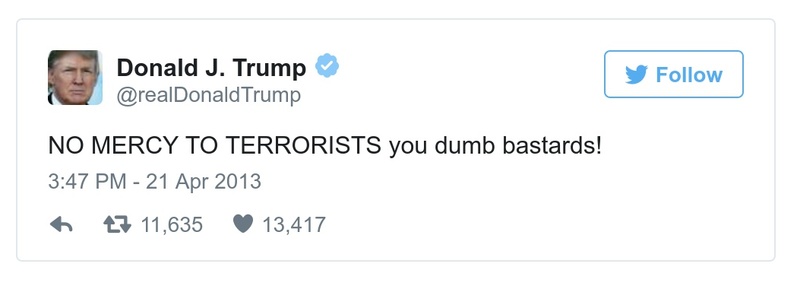 Donald J. Trump
@realDonaldTrump
Follow
NO MERCY TO TERRORISTS you dumb bastards!
3:47 PM - 21 Apr 2013
11,635 13,417